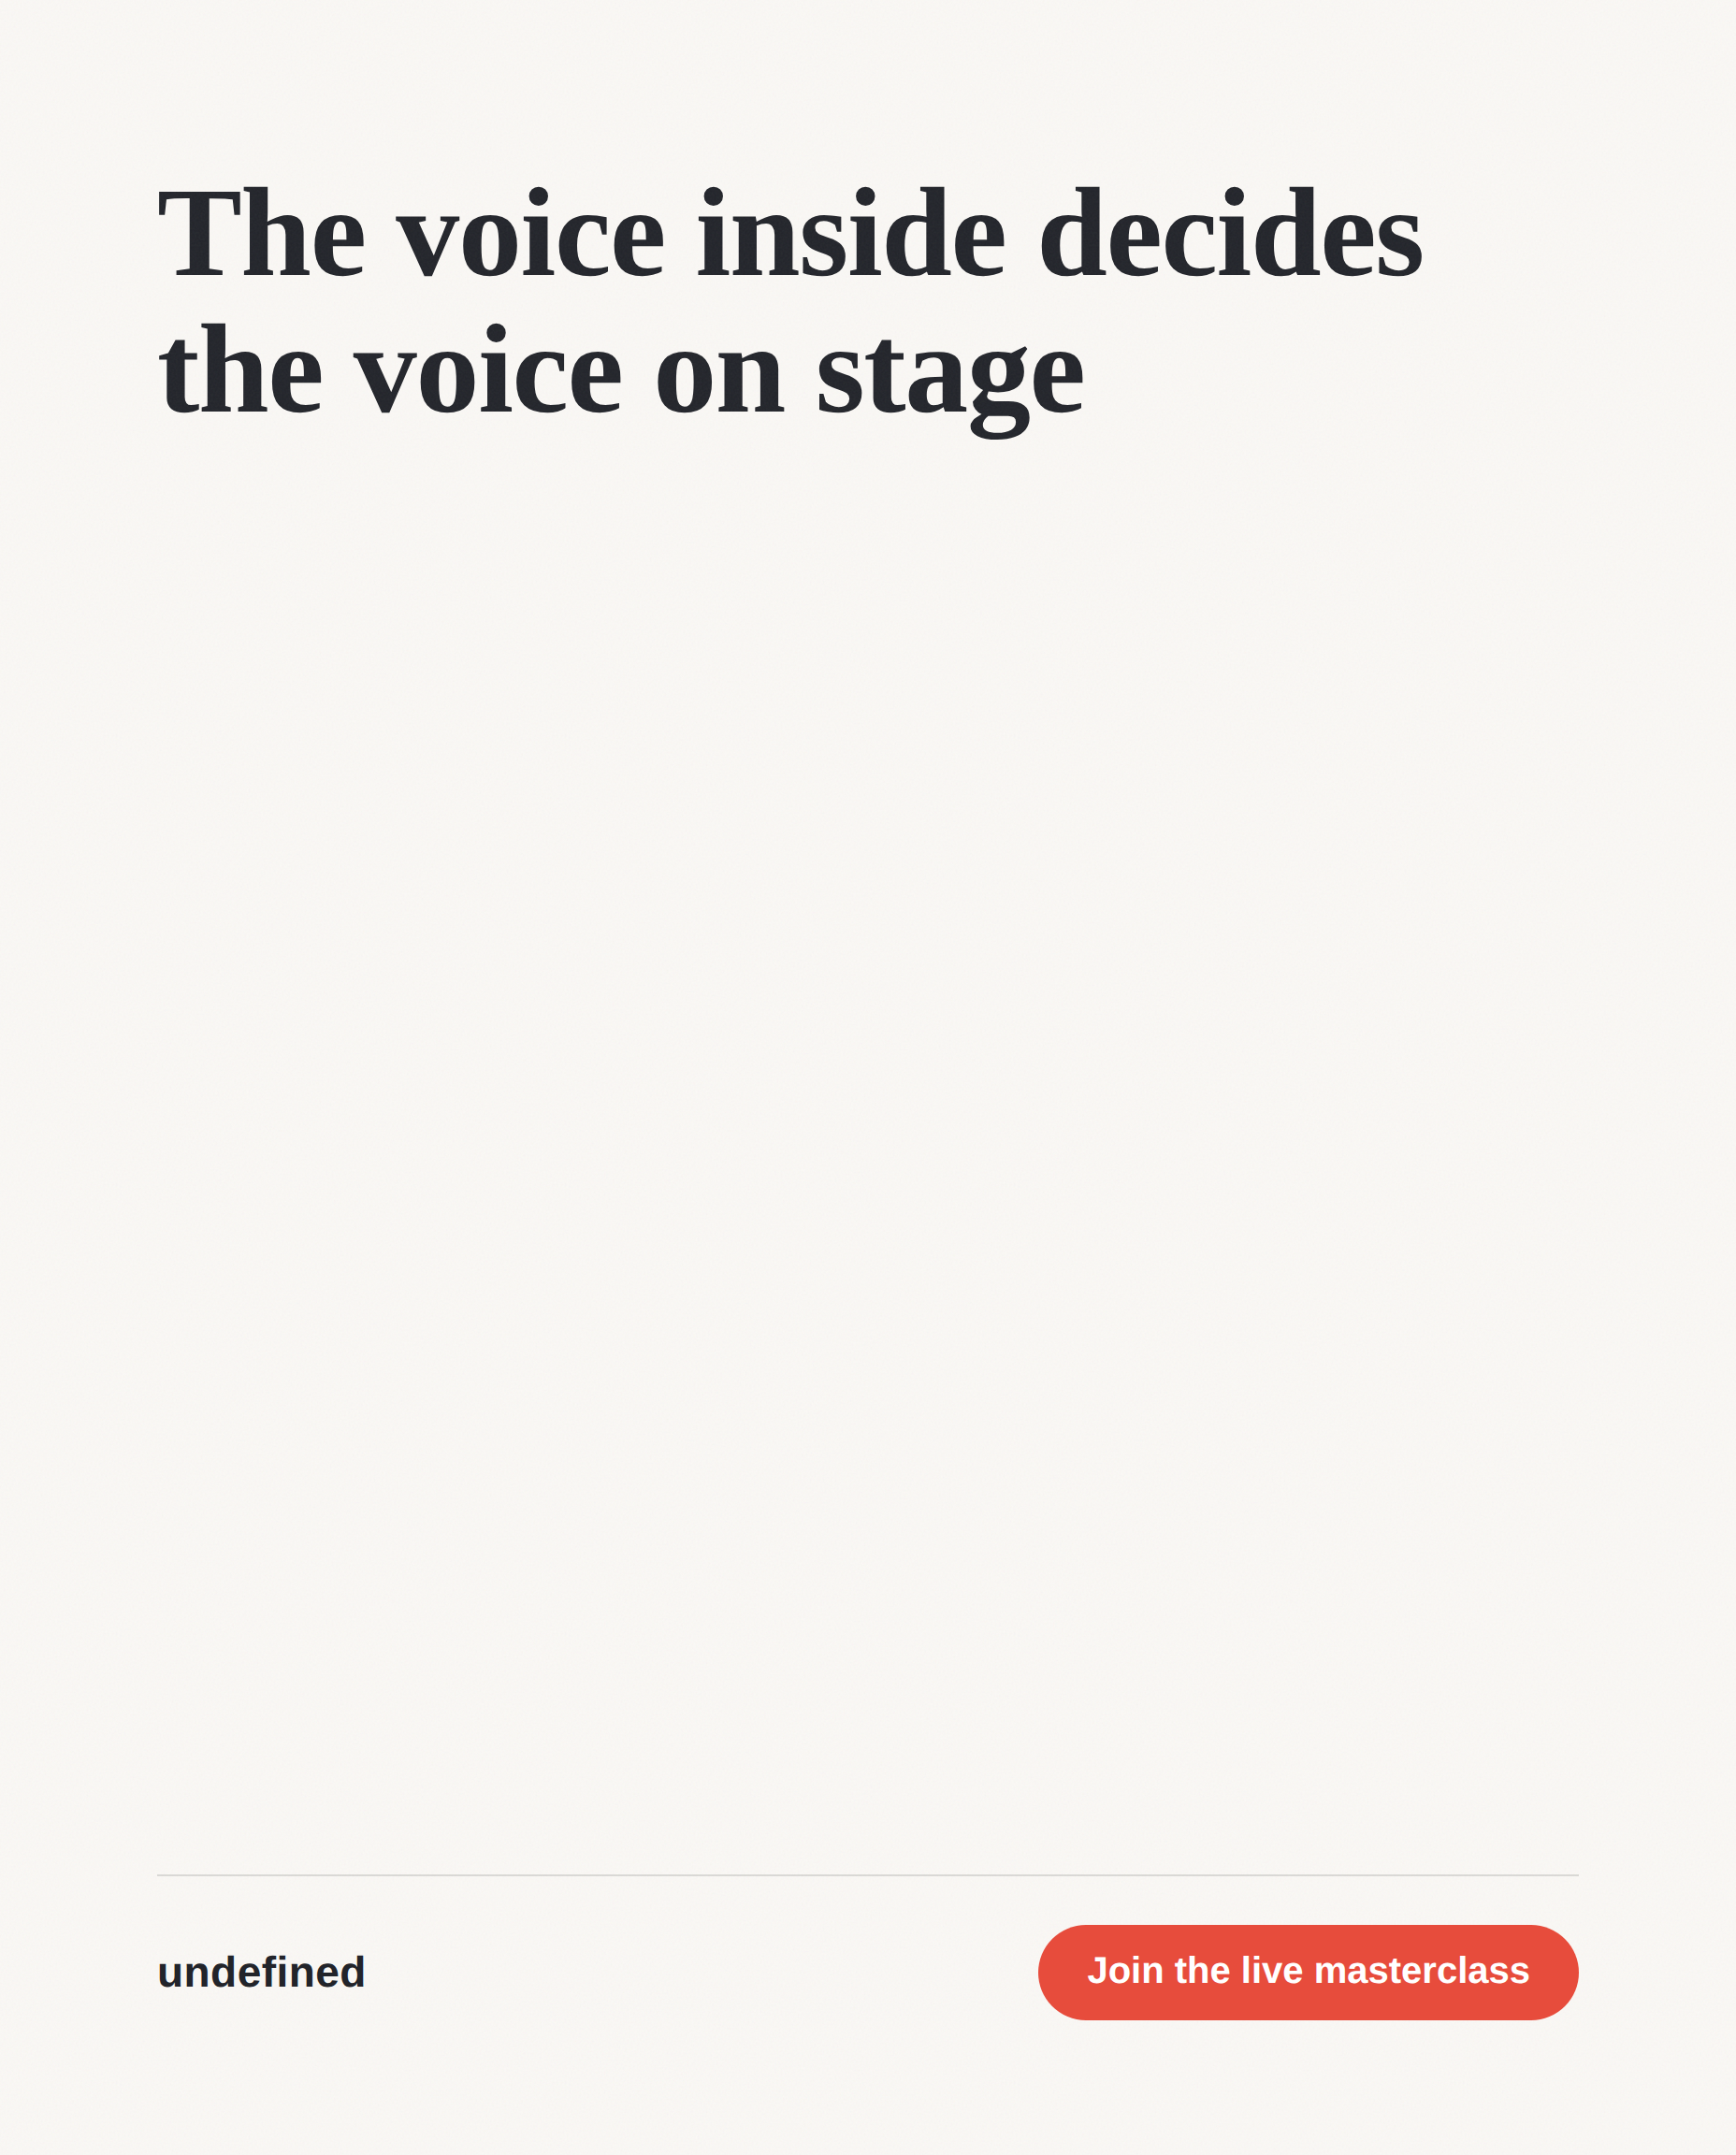 The voice inside decides
the voice on stage
undefined
Join the live masterclass